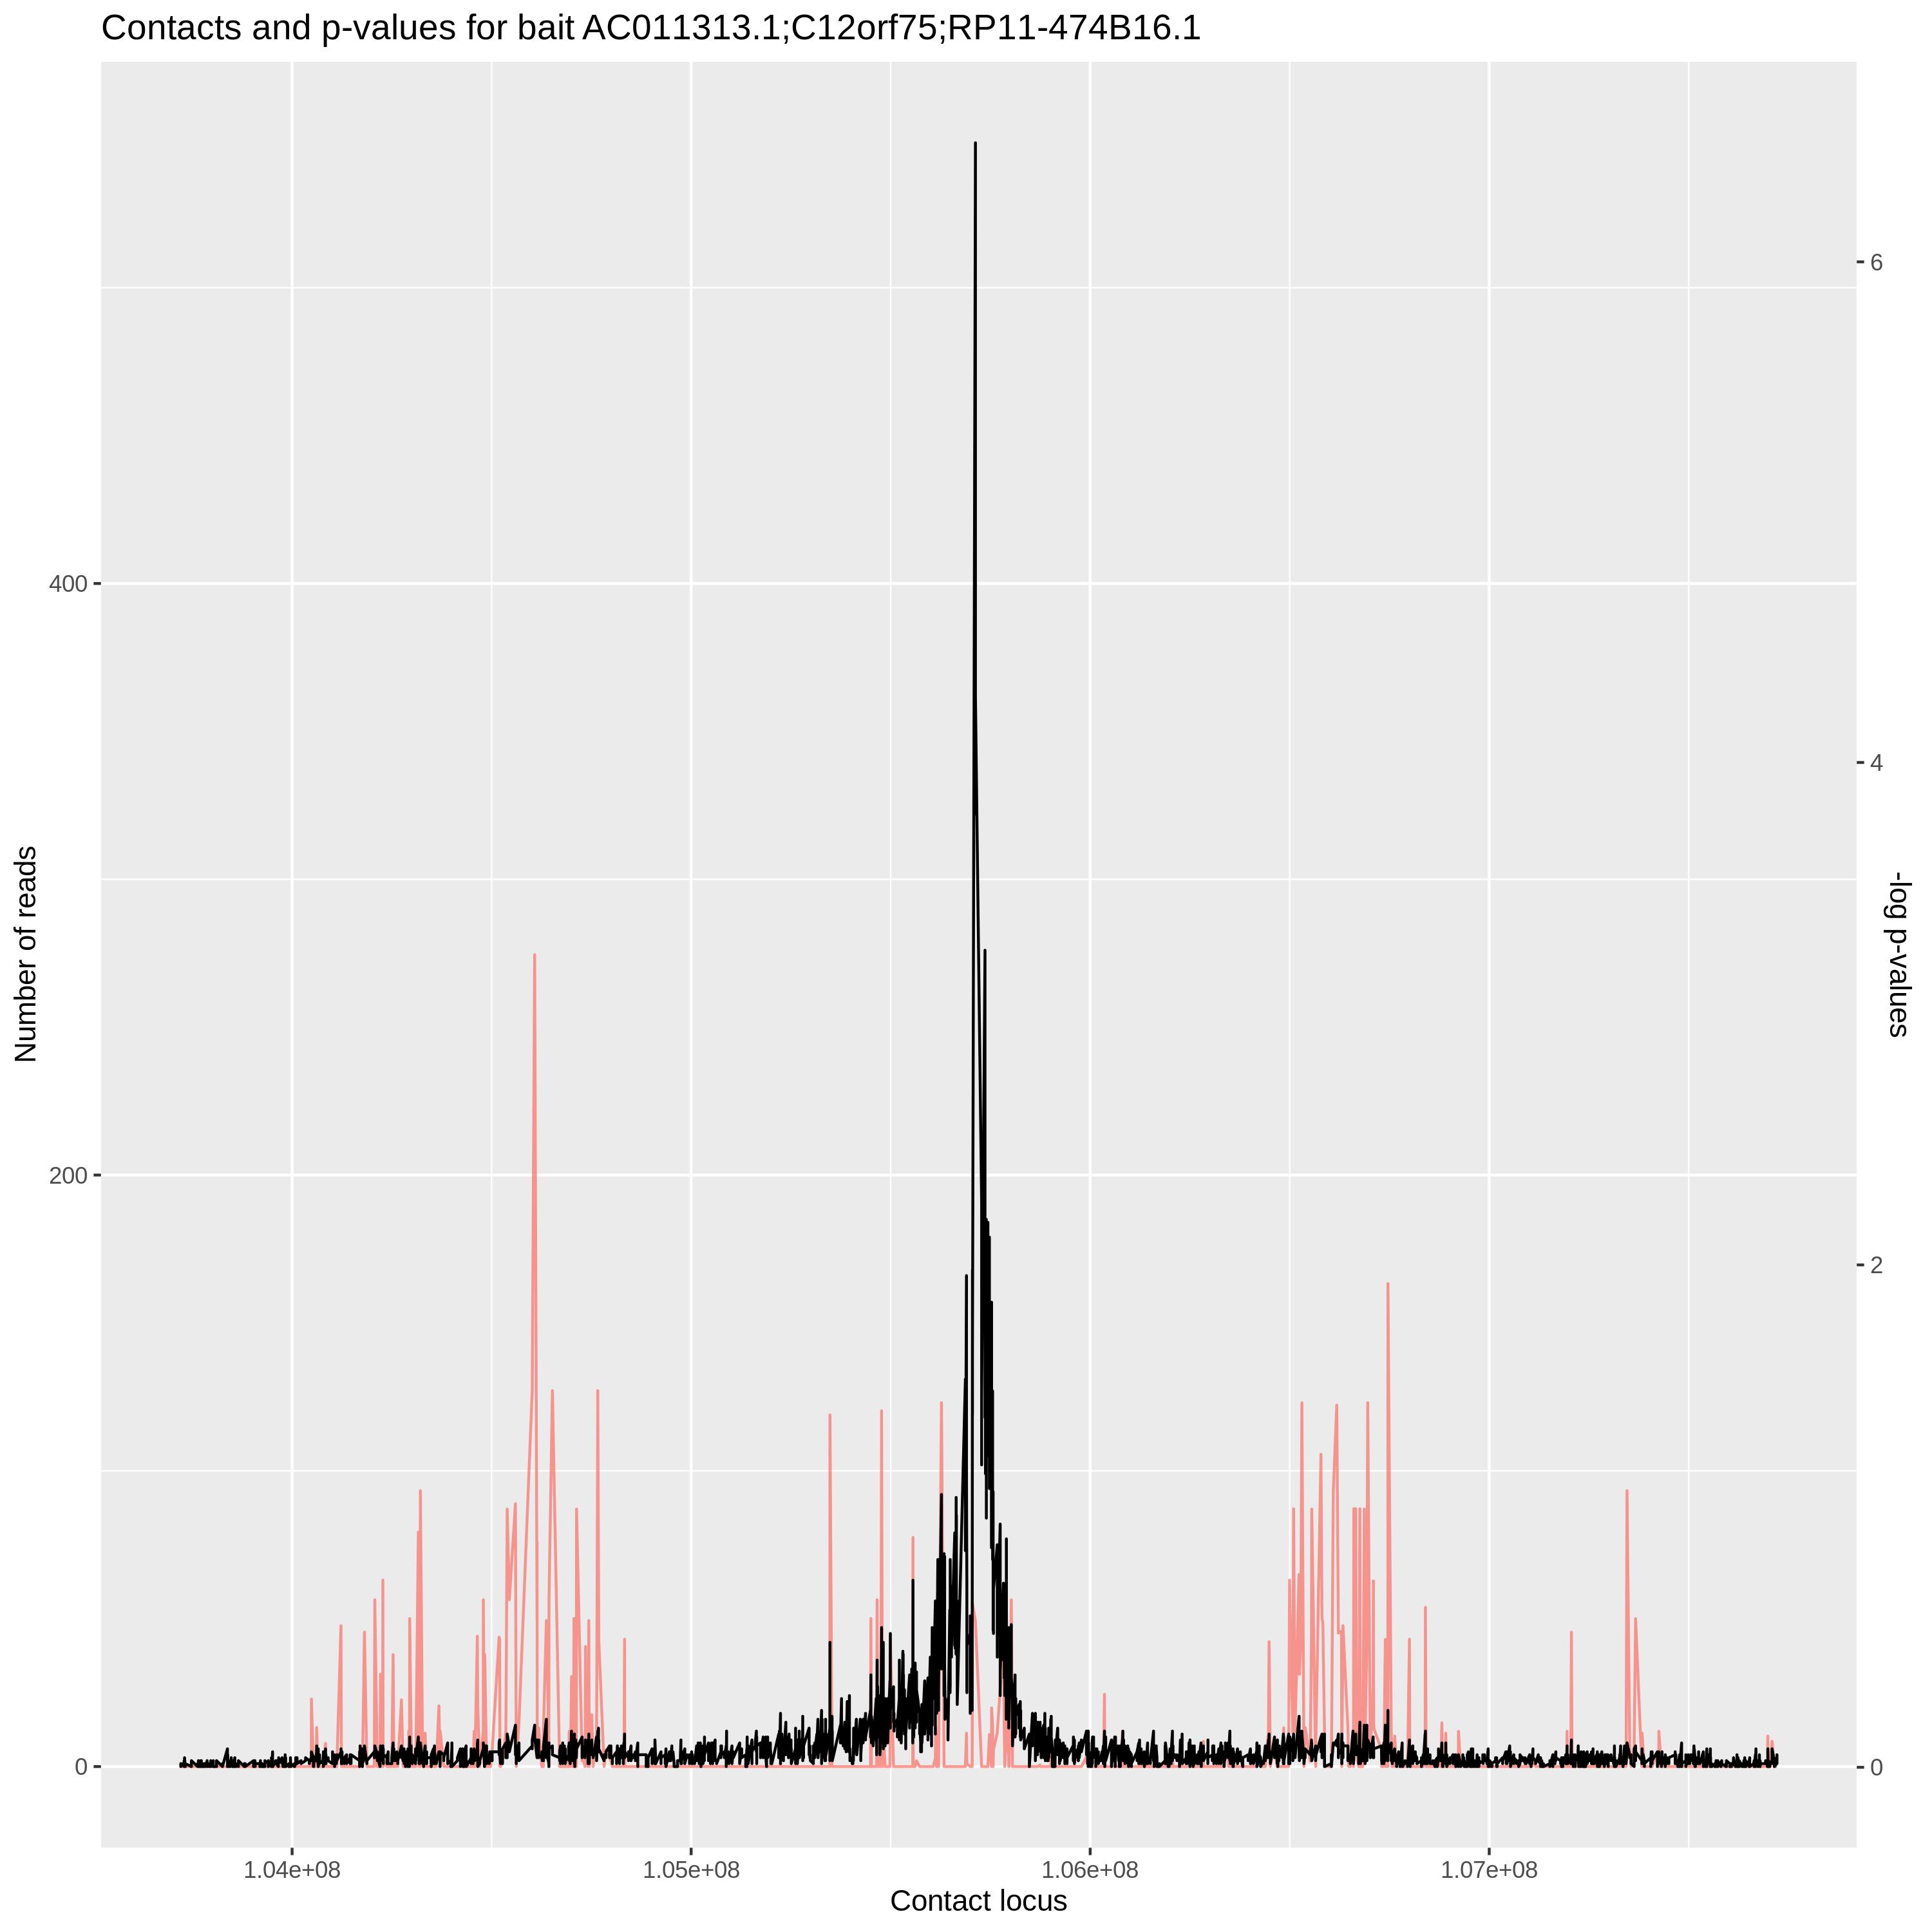 Contacts and p-values for bait AC011313.1;C12orf75;RP11-474B16.1
Number of reads
400
200
0
6
4
2
0
-log p-values
1.04e+08 1.05e+08 1.06e+08 1.07e+08
Contact locus